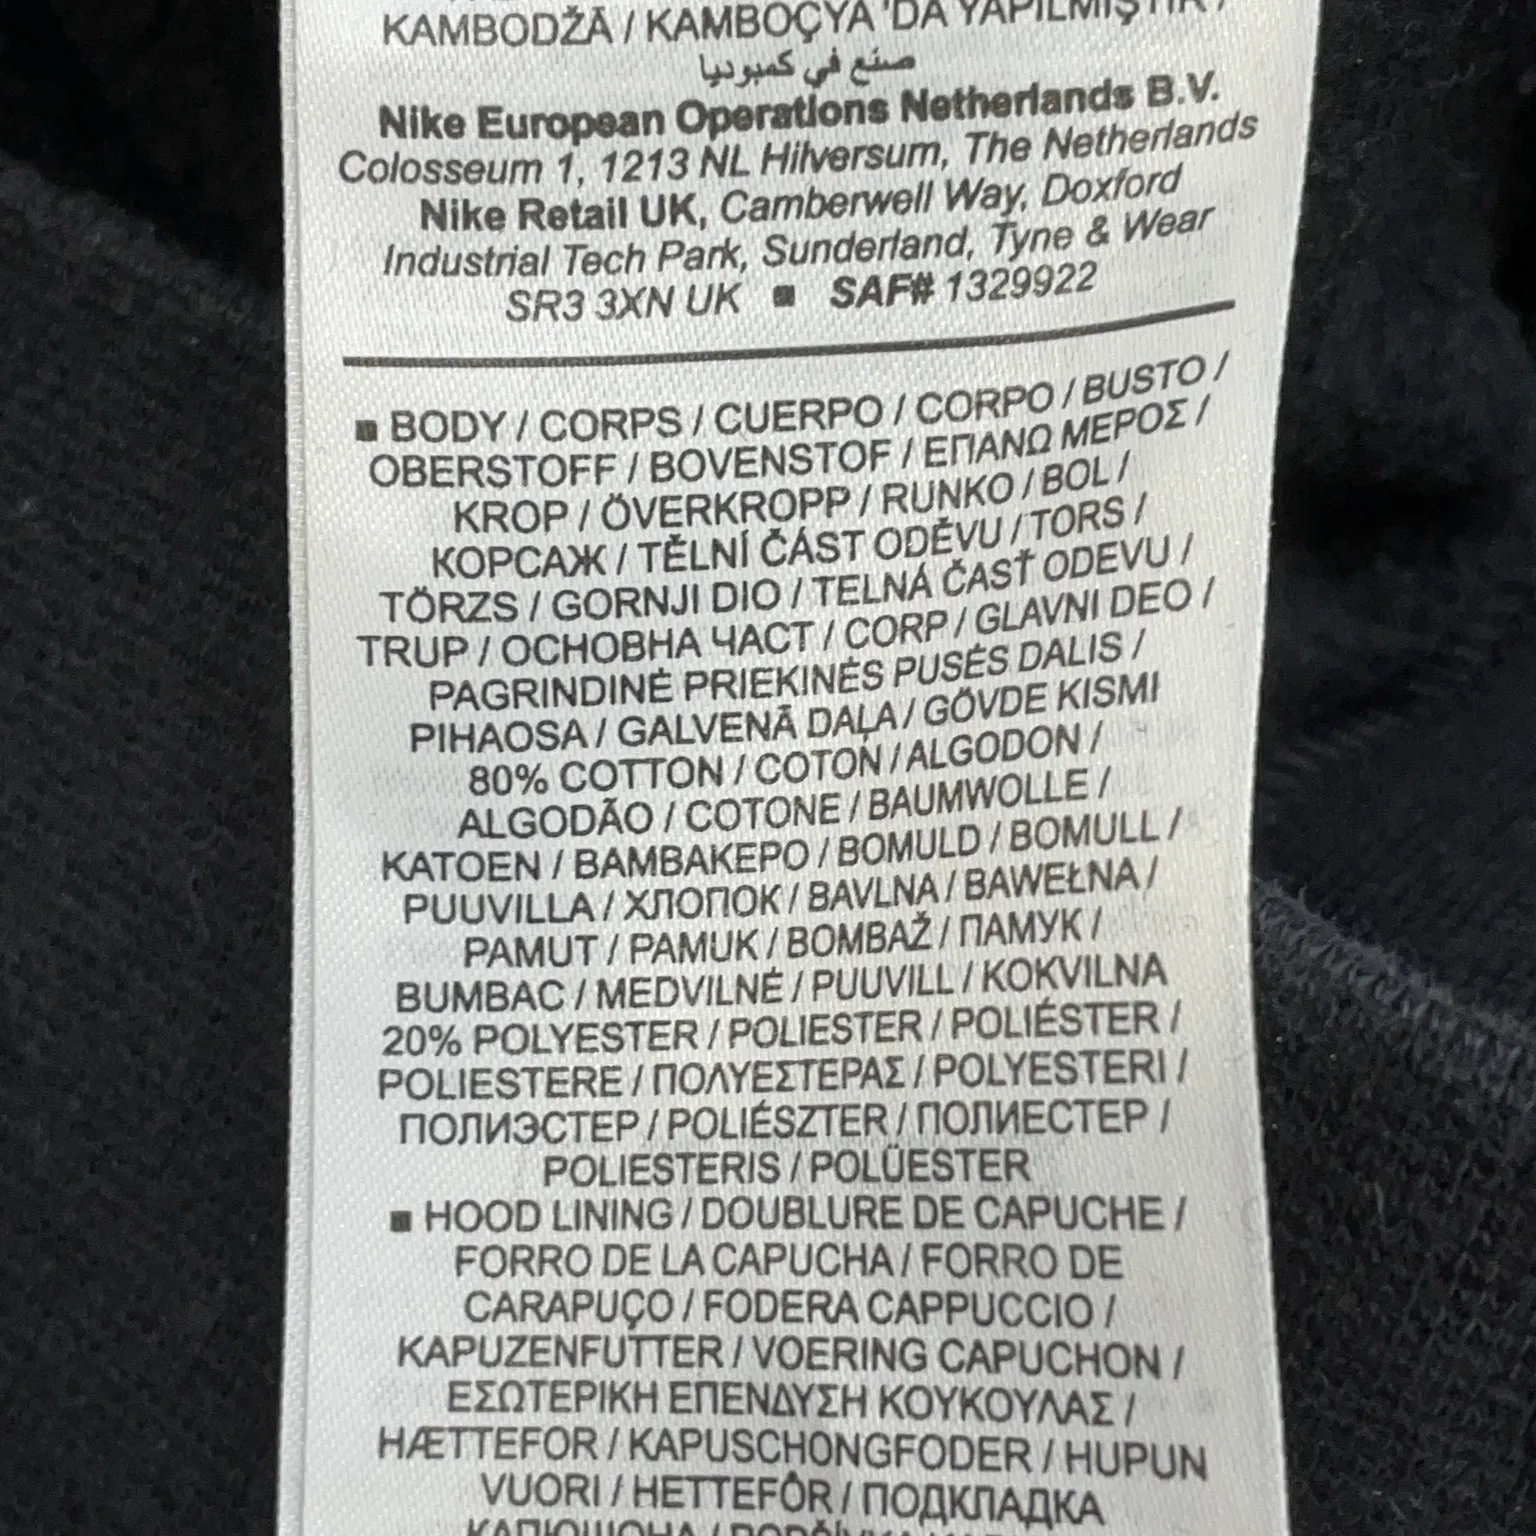 KAMBODŽĀ / KAMBOÇYA 'DA YAPILMIŞTIR /
صنع في كمبوديا
Nike European Operations Netherlands B.V.
Colosseum 1, 1213 NL Hilversum, The Netherlands
Nike Retail UK, Camberwell Way, Doxford
Industrial Tech Park, Sunderland, Tyne & Wear
SR3 3XN UK ■ SAF# 1329922
■ BODY / CORPS / CUERPO / CORPO / BUSTO /
OBERSTOFF / BOVENSTOF / ΕΠΑΝΩ ΜΕΡΟΣ /
KROP / ÖVERKROPP / RUNKO / BOL /
КОРСАЖ / TĚLNÍ ČÁST ODĚVU / TORS /
TÖRZS / GORNJI DIO / TELNÁ ČASŤ ODEVU /
TRUP / ОСНОВНА ЧАСТ / CORP / GLAVNI DEO /
PAGRINDINĖ PRIEKINĖS PUSĖS DALIS /
PIHAOSA / GALVENĀ DAĻA / GÖVDE KISMI
80% COTTON / COTON / ALGODON /
ALGODÃO / COTONE / BAUMWOLLE /
KATOEN / ΒΑΜΒΑΚΕΡΟ / BOMULD / BOMULL /
PUUVILLA / ХЛОПОК / BAVLNA / BAWEŁNA /
PAMUT / PAMUK / BOMBAŽ / ПАМУК /
BUMBAC / MEDVILNĖ / PUUVILL / KOKVILNA
20% POLYESTER / POLIESTER / POLIÉSTER /
POLIESTERE / ΠΟΛΥΕΣΤΕΡΑΣ / POLYESTERI /
ПОЛИЭСТЕР / POLIÉSZTER / ПОЛИЕСТЕР /
POLIESTERIS / POLÜESTER
■ HOOD LINING / DOUBLURE DE CAPUCHE /
FORRO DE LA CAPUCHA / FORRO DE
CARAPUÇO / FODERA CAPPUCCIO /
KAPUZENFUTTER / VOERING CAPUCHON /
ΕΣΩΤΕΡΙΚΗ ΕΠΕΝΔΥΣΗ ΚΟΥΚΟΥΛΑΣ /
HÆTTEFOR / KAPUSCHONGFODER / HUPUN
VUORI / HETTEFÔR / ПОДКЛАДКА
КАПЮШОНА /